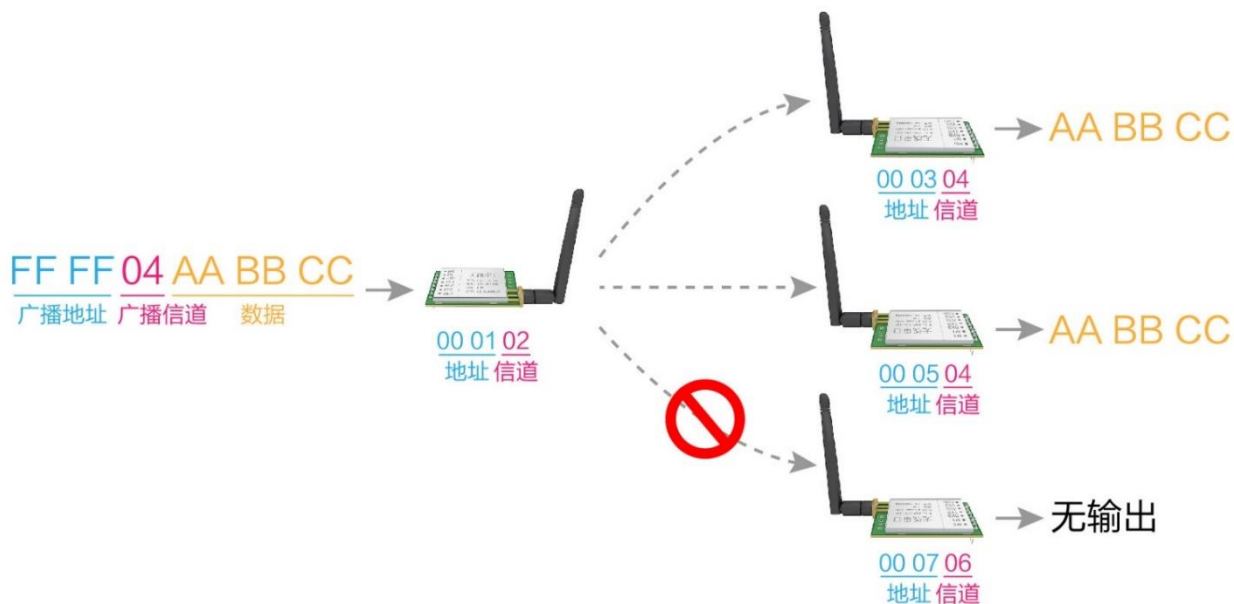 AA BB CC
00 03 04
地址 信道
FF FF 04 AA BB CC
广播地址 广播信道 数据
00 01 02
地址 信道
AA BB CC
00 05 04
地址 信道
无输出
00 07 06
地址 信道